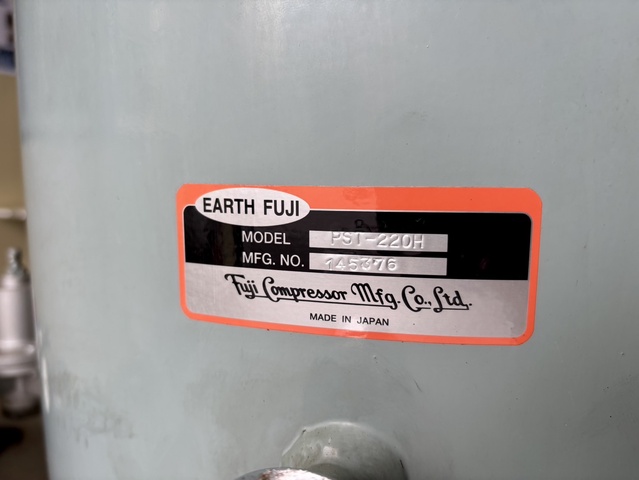 EARTH FUJI
MODEL PST-220H
MFG. NO. 145376
Fuji Compressor Mfg. Co., Ltd.
MADE IN JAPAN